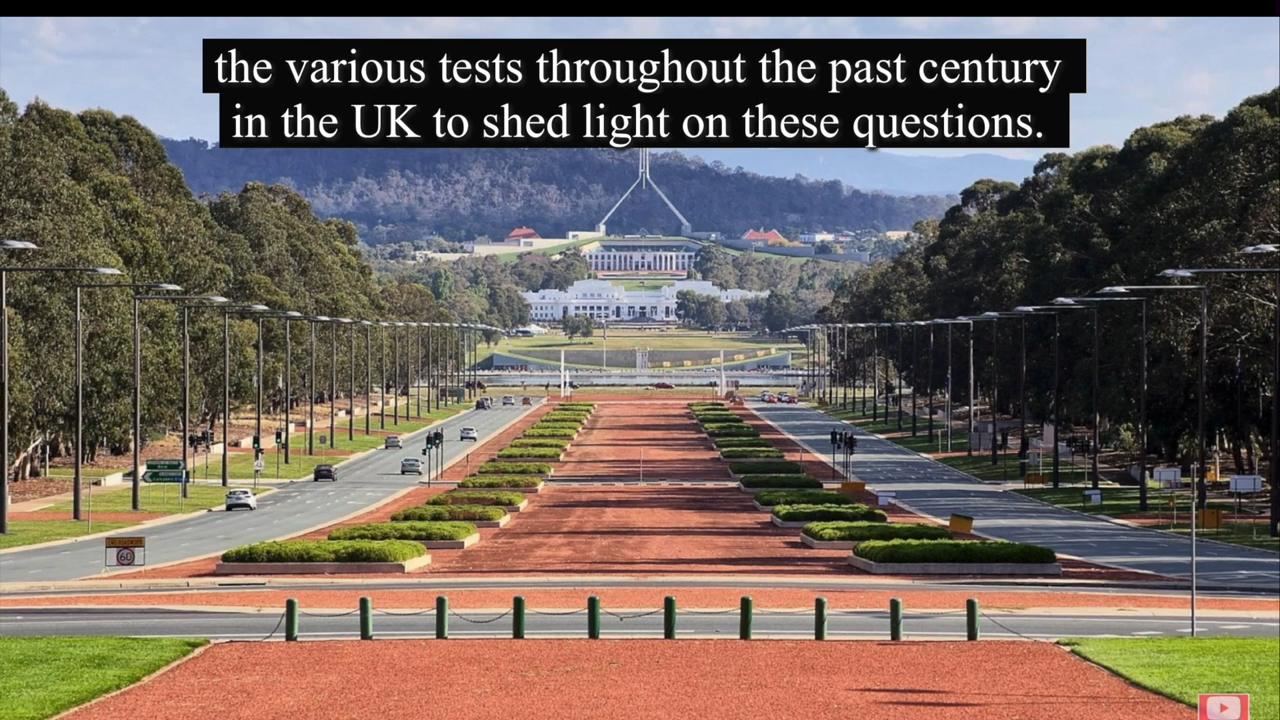 the various tests throughout the past century
in the UK to shed light on these questions.
60